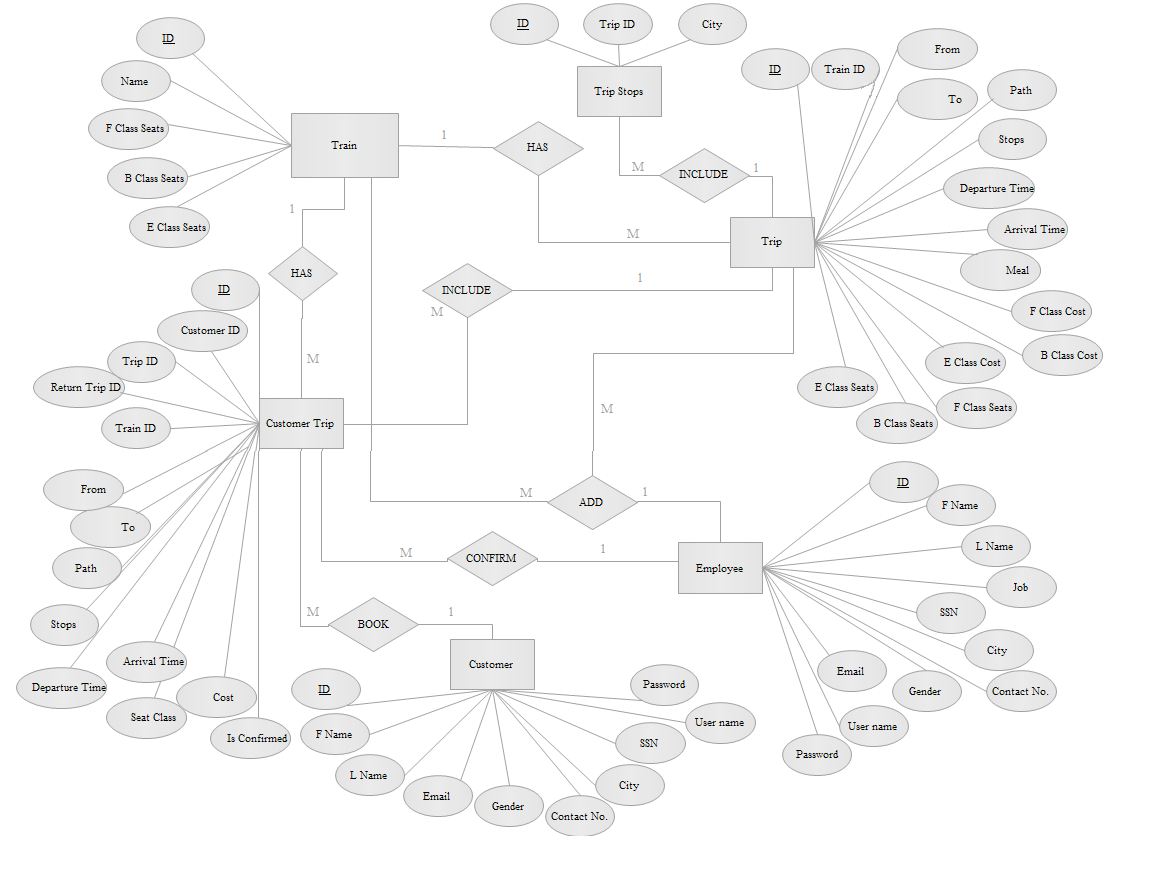 ID
Trip ID
City
ID
Name
F Class Seats
B Class Seats
E Class Seats
Train
1
HAS
Trip Stops
ID
Train ID
From
To
Path
Stops
Departure Time
Arrival Time
Meal
F Class Cost
B Class Cost
E Class Cost
F Class Seats
B Class Seats
E Class Seats
M
INCLUDE
1
Trip
M
1
HAS
M
INCLUDE
M
1
ID
Customer ID
Trip ID
Return Trip ID
Train ID
Customer Trip
From
To
Path
Stops
Departure Time
Arrival Time
Seat Class
Cost
Is Confirmed
M
M
ADD
1
M
CONFIRM
1
Employee
ID
F Name
L Name
Job
SSN
City
Contact No.
Gender
Email
User name
Password
M
BOOK
1
Customer
ID
F Name
L Name
Email
Gender
Contact No.
City
SSN
User name
Password